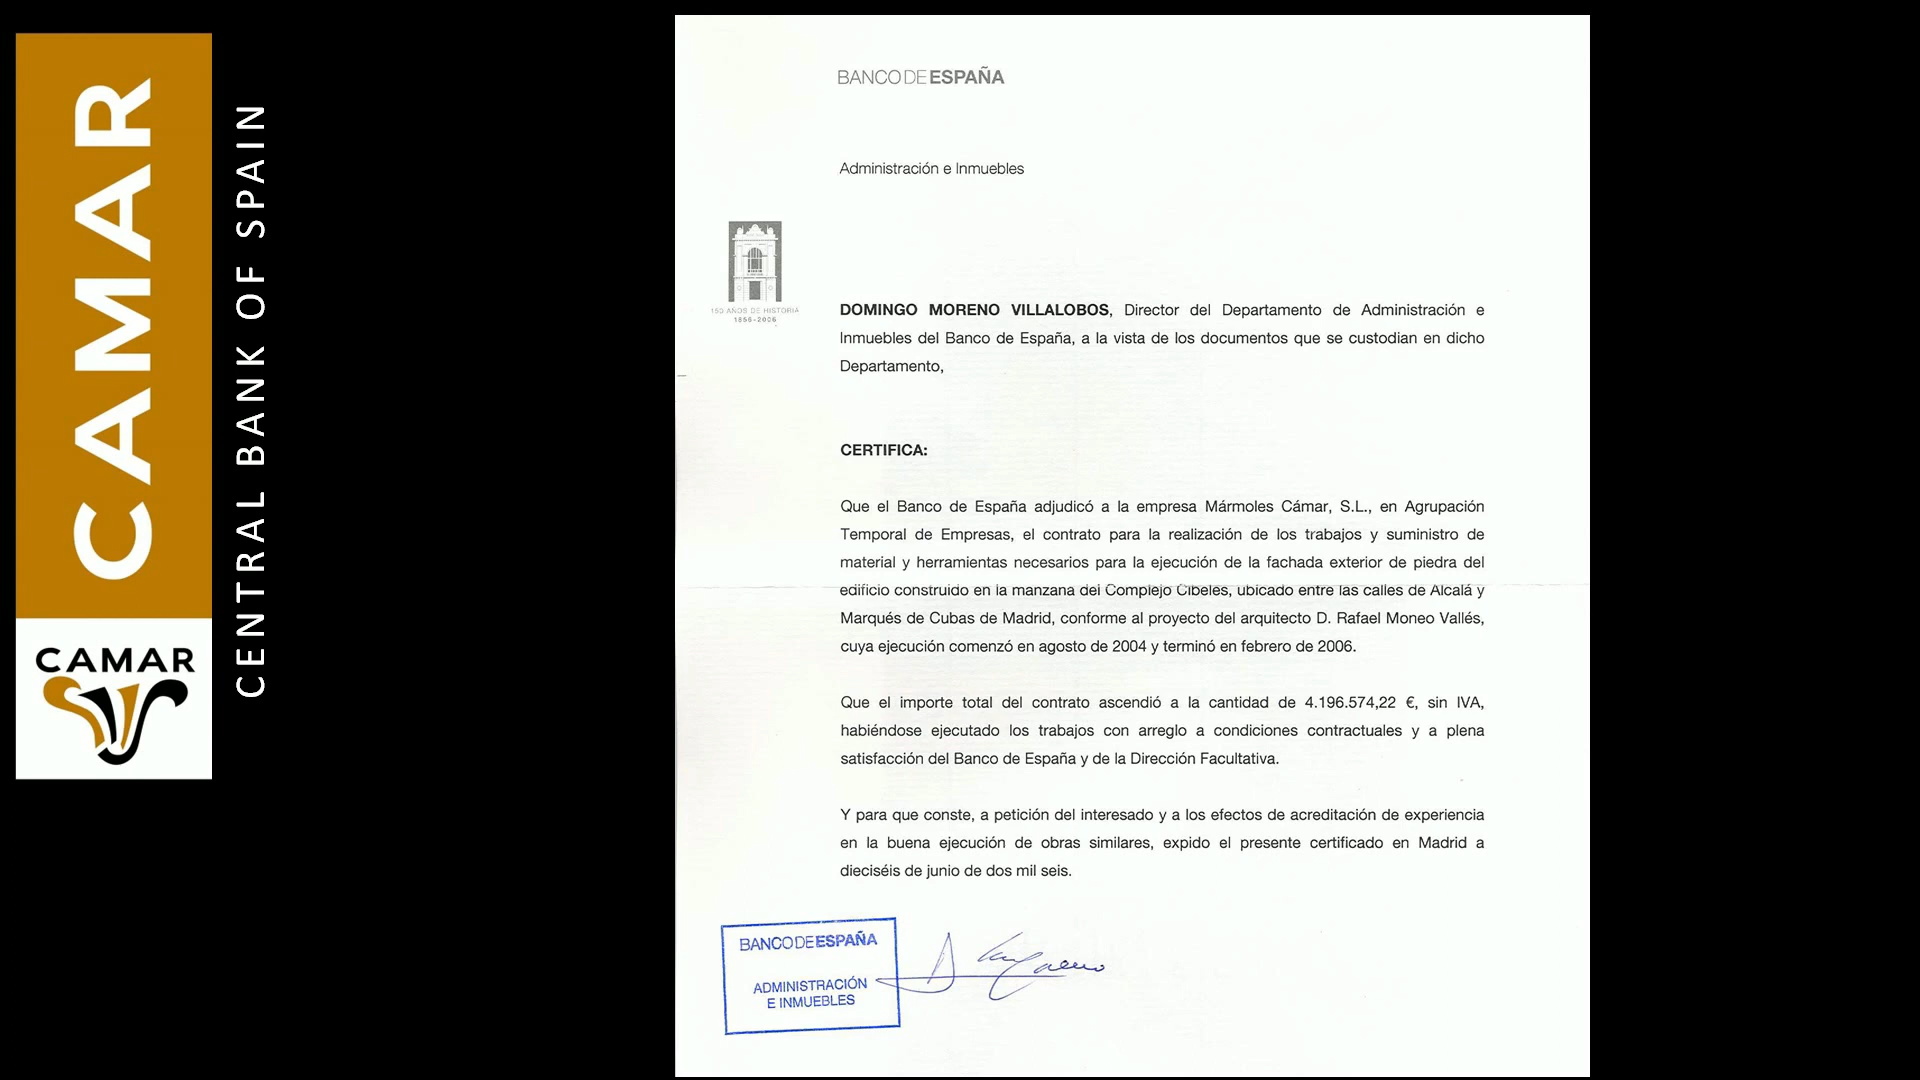 CAMAR
CAMAR
CENTRAL BANK OF SPAIN
BANCO DE ESPAÑA
Administración e Inmuebles
150 AÑOS DE HISTORIA
1856-2006
DOMINGO MORENO VILLALOBOS, Director del Departamento de Administración e
Inmuebles del Banco de España, a la vista de los documentos que se custodian en dicho
Departamento,
CERTIFICA:
Que el Banco de España adjudicó a la empresa Mármoles Cámar, S.L., en Agrupación
Temporal de Empresas, el contrato para la realización de los trabajos y suministro de
material y herramientas necesarios para la ejecución de la fachada exterior de piedra del
edificio construido en la manzana del Complejo Cibeles, ubicado entre las calles de Alcalá y
Marqués de Cubas de Madrid, conforme al proyecto del arquitecto D. Rafael Moneo Vallés,
cuya ejecución comenzó en agosto de 2004 y terminó en febrero de 2006.
Que el importe total del contrato ascendió a la cantidad de 4.196.574,22 €, sin IVA,
habiéndose ejecutado los trabajos con arreglo a condiciones contractuales y a plena
satisfacción del Banco de España y de la Dirección Facultativa.
Y para que conste, a petición del interesado y a los efectos de acreditación de experiencia
en la buena ejecución de obras similares, expido el presente certificado en Madrid a
dieciséis de junio de dos mil seis.
BANCO DE ESPAÑA
ADMINISTRACIÓN
E INMUEBLES